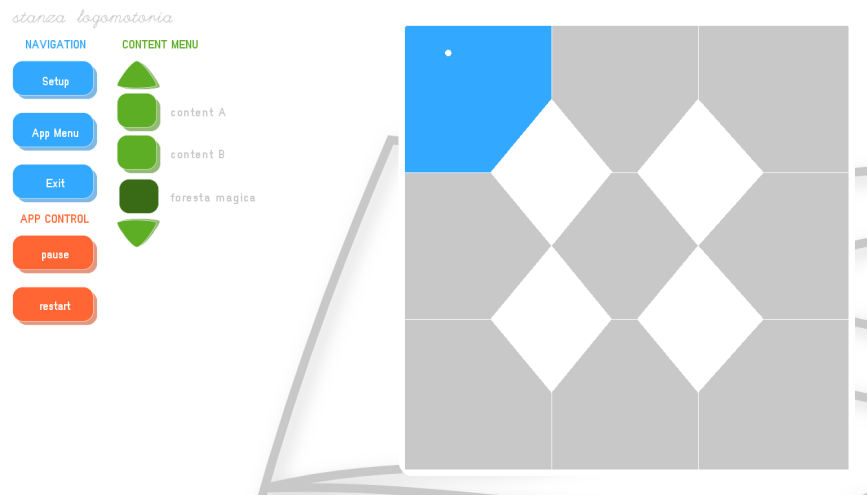 stanza logomotoria
NAVIGATION
CONTENT MENU
Setup
App Menu
Exit
content A
content B
foresta magica
APP CONTROL
pause
restart